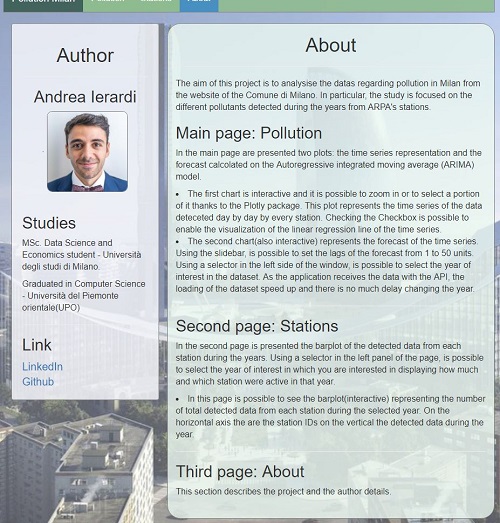 Pollution Milan Pollution Stations About
Author
Andrea Ierardi
Studies
MSc. Data Science and
Economics student - Università
degli studi di Milano.
Graduated in Computer Science
- Università del Piemonte
orientale(UPO)
Link
LinkedIn
Github
About
The aim of this project is to analyse the datas regarding pollution in Milan from
the website of the Comune di Milano. In particular, the study is focused on the
different pollutants detected during the years from ARPA's stations.
Main page: Pollution
In the main page are presented two plots: the time series representation and the
forecast calcolated on the Autoregressive integrated moving average (ARIMA)
model.
• The first chart is interactive and it is possible to zoom in or to select a portion
of it thanks to the Plotly package. This plot represents the time series of the data
deteceted day by day by every station. Checking the Checkbox is possible to
enable the visualization of the linear regression line of the time series.
• The second chart(also interactive) represents the forecast of the time series.
Using the slidebar, is possible to set the lags of the forecast from 1 to 50 units.
Using a selector in the left side of the window, is possible to select the year of
interest in the dataset. As the application receives the data with the API, the
loading of the dataset speed up and there is no much delay changing the year.
Second page: Stations
In the second page is presented the barplot of the detected data from each
station during the years. Using a selector in the left panel of the page, is possible
to select the year of interest in which you are interested in displaying how much
and which station were active in that year.
• In this page is possible to see the barplot(interactive) representing the number
of total detected data from each station during the selected year. On the
horizontal axis the are the station IDs on the vertical the detected data during the
year.
Third page: About
This section describes the project and the author details.